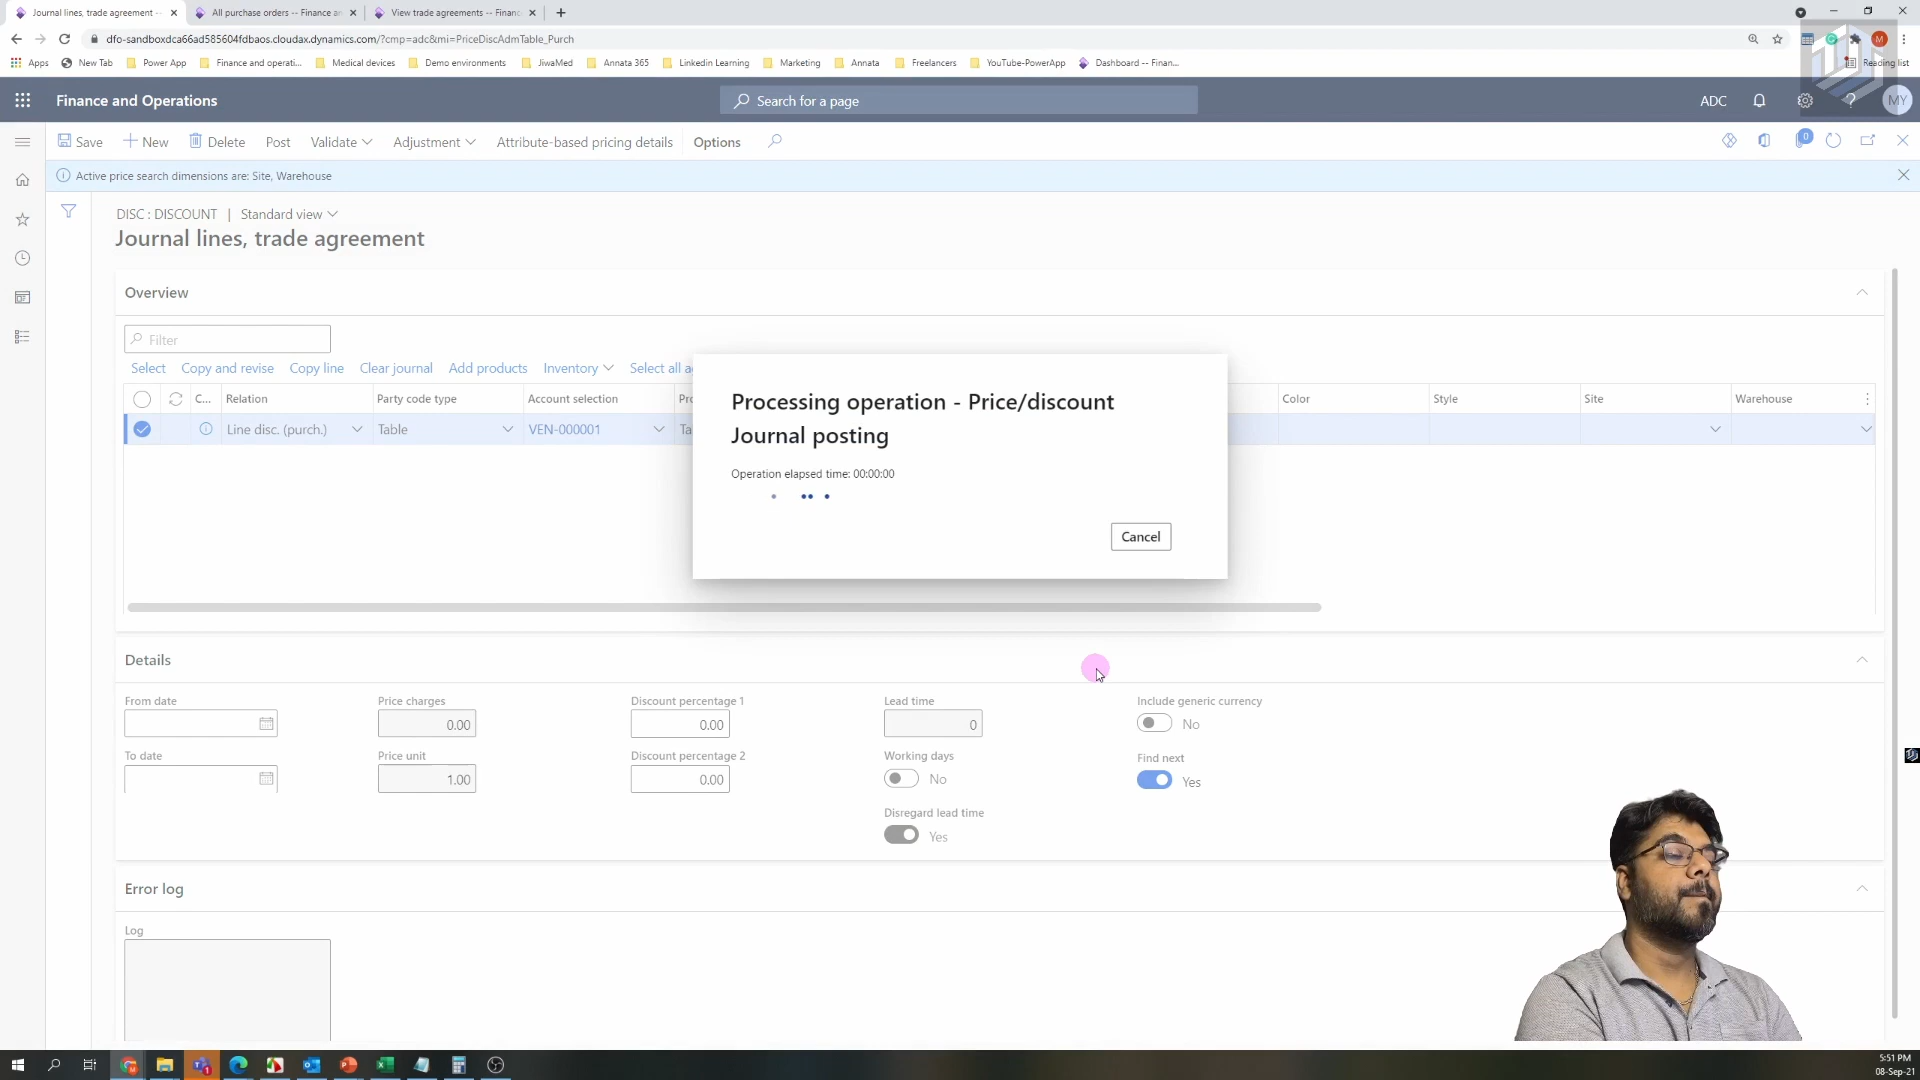 Journal lines, trade agreement --
All purchase orders -- Finance an
View trade agreements -- Financ
dfo-sandboxdca66ad585604fdbaos.cloudax.dynamics.com/?cmp=adc&mi=PriceDiscAdmTable_Purch
Apps New Tab Power App Finance and operati... Medical devices Demo environments JiwaMed Annata 365 Linkedin Learning Marketing Annata Freelancers YouTube-PowerApp Dashboard -- Finan... Reading list
Finance and Operations Search for a page ADC ? MY
Save New Delete Post Validate Adjustment Attribute-based pricing details Options 0
Active price search dimensions are: Site, Warehouse
DISC : DISCOUNT | Standard view
Journal lines, trade agreement
Overview
Filter
Select Copy and revise Copy line Clear journal Add products Inventory Select all a
C... Relation Party code type Account selection Pr Color Style Site Warehouse
Line disc. (purch.) Table VEN-000001 Ta
Processing operation - Price/discount
Journal posting
Operation elapsed time: 00:00:00
Cancel
Details
From date Price charges Discount percentage 1 Lead time Include generic currency
0.00 0.00 0 No
To date Price unit Discount percentage 2 Working days Find next
1.00 0.00 No Yes
Disregard lead time
Yes
Error log
Log
5:51 PM
08-Sep-21